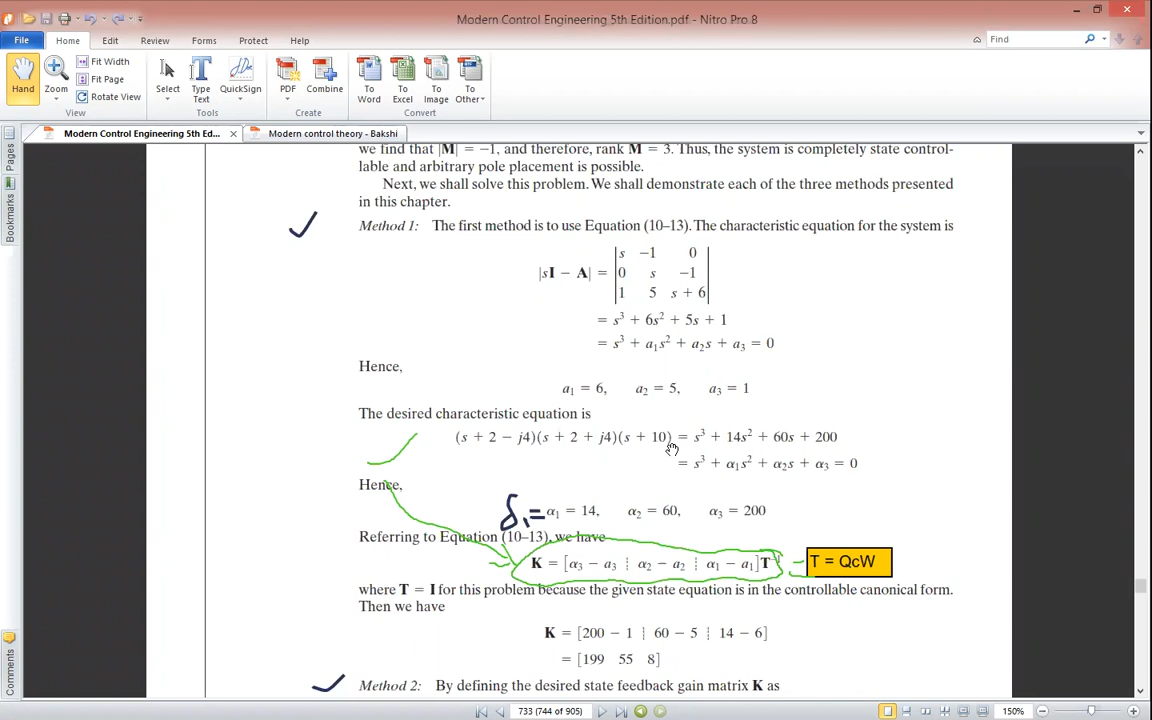 Modern Control Engineering 5th Edition.pdf - Nitro Pro 8
File Home Edit Review Forms Protect Help
Find
Hand
Zoom
Fit Width
Fit Page
Rotate View
View
Select
Type Text
QuickSign
Tools
PDF
Combine
Create
To Word
To Excel
To Image
To Other
Convert
Modern Control Engineering 5th Ed...
Modern control theory - Bakshi
Pages
Bookmarks
Comments
we find that |M| = −1, and therefore, rank M = 3. Thus, the system is completely state control-
lable and arbitrary pole placement is possible.
Next, we shall solve this problem. We shall demonstrate each of the three methods presented
in this chapter.
Method 1: The first method is to use Equation (10–13). The characteristic equation for the system is
s −1 0
|sI − A| = 0 s −1
1 5 s + 6
= s³ + 6s² + 5s + 1
= s³ + a₁s² + a₂s + a₃ = 0
Hence,
a₁ = 6, a₂ = 5, a₃ = 1
The desired characteristic equation is
(s + 2 − j4)(s + 2 + j4)(s + 10) = s³ + 14s² + 60s + 200
= s³ + α₁s² + α₂s + α₃ = 0
Hence,
δ₁ = α₁ = 14, α₂ = 60, α₃ = 200
Referring to Equation (10–13), we have
K = [α₃ − a₃ ⋮ α₂ − a₂ ⋮ α₁ − a₁]T⁻¹
T = QcW
where T = I for this problem because the given state equation is in the controllable canonical form.
Then we have
K = [200 − 1 ⋮ 60 − 5 ⋮ 14 − 6]
= [199 55 8]
Method 2: By defining the desired state feedback gain matrix K as
733 (744 of 905)
150%